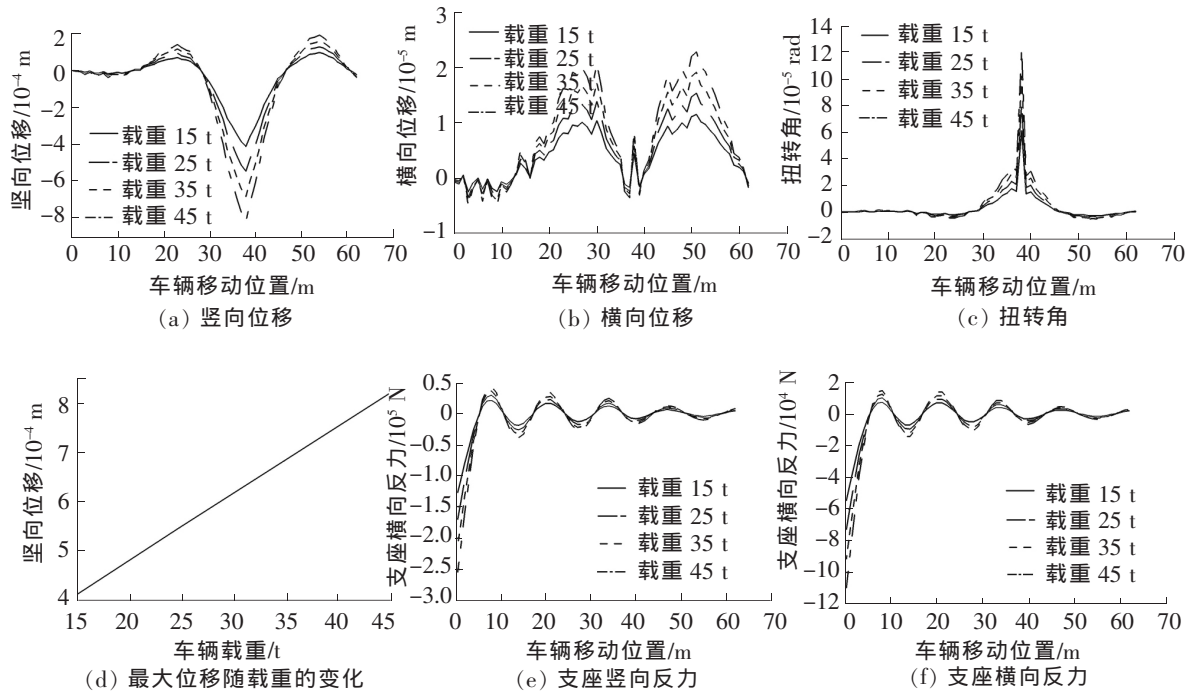 竖向位移/10⁻⁴ m
2
0
−2
−4
−6
−8
载重 15 t
载重 25 t
载重 35 t
载重 45 t
0 10 20 30 40 50 60 70
车辆移动位置/m
(a) 竖向位移
横向位移/10⁻⁵ m
3
2
1
0
−1
载重 15 t
载重 25 t
载重 35 t
载重 45 t
0 10 20 30 40 50 60 70
车辆移动位置/m
(b) 横向位移
扭转角/10⁻⁵ rad
14
12
10
8
6
4
2
0
−2
载重 15 t
载重 25 t
载重 35 t
载重 45 t
0 10 20 30 40 50 60 70
车辆移动位置/m
(c) 扭转角
竖向位移/10⁻⁴ m
8
7
6
5
4
15 20 25 30 35 40 45
车辆载重/t
(d) 最大位移随载重的变化
支座横向反力/10⁵ N
0.5
0
−0.5
−1.0
−1.5
−2.0
−2.5
−3.0
载重 15 t
载重 25 t
载重 35 t
载重 45 t
0 10 20 30 40 50 60 70
车辆移动位置/m
(e) 支座竖向反力
支座横向反力/10⁴ N
2
0
−2
−4
−6
−8
−10
−12
载重 15 t
载重 25 t
载重 35 t
载重 45 t
0 10 20 30 40 50 60 70
车辆移动位置/m
(f) 支座横向反力